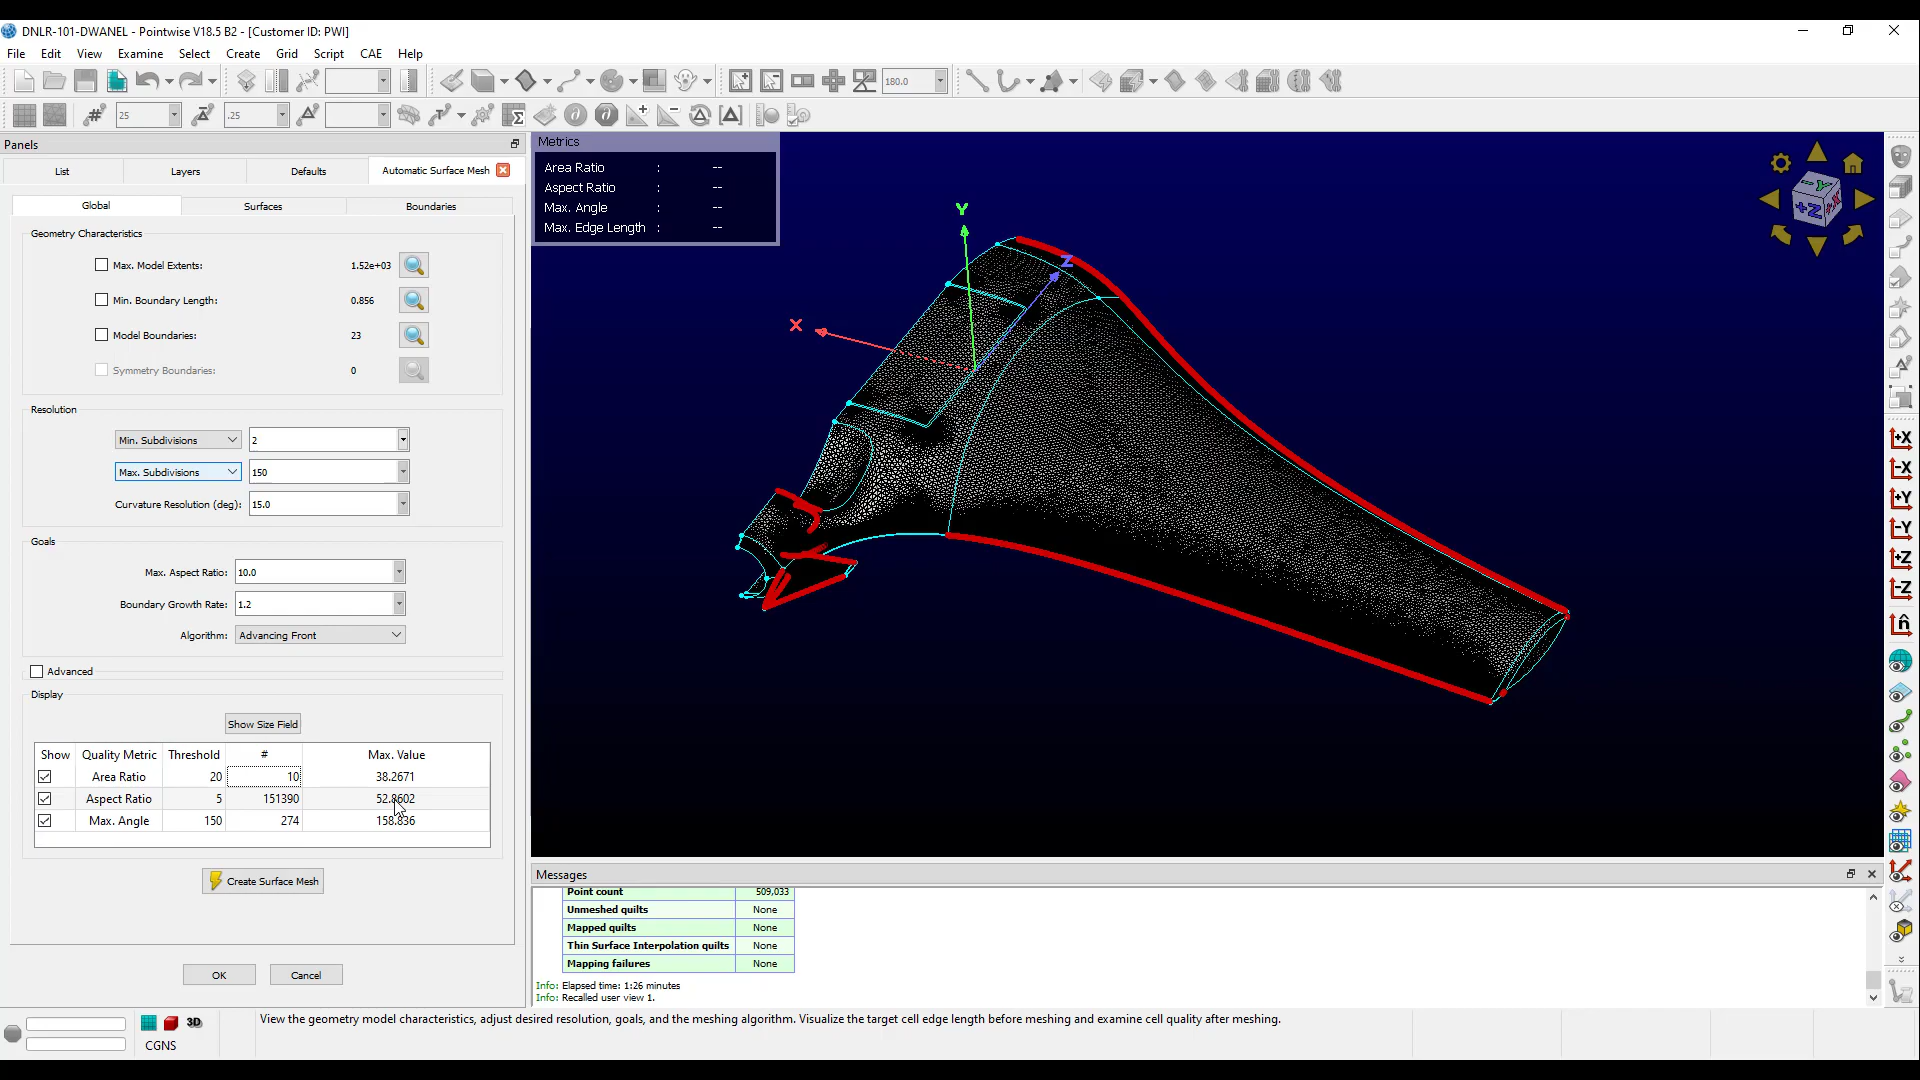 DNLR-101-DWANEL - Pointwise V18.5 B2 - [Customer ID: PWI]
File Edit View Examine Select Create Grid Script CAE Help
180.0
25 .25
Panels
List Layers Defaults Automatic Surface Mesh
Global Surfaces Boundaries
Geometry Characteristics
Max. Model Extents: 1.52e+03
Min. Boundary Length: 0.856
Model Boundaries: 23
Symmetry Boundaries: 0
Resolution
Min. Subdivisions 2
Max. Subdivisions 150
Curvature Resolution (deg): 15.0
Goals
Max. Aspect Ratio: 10.0
Boundary Growth Rate: 1.2
Algorithm: Advancing Front
Advanced
Display
Show Size Field
Show Quality Metric Threshold # Max. Value
Area Ratio 20 10 38.2671
Aspect Ratio 5 151390 52.8602
Max. Angle 150 274 158.836
Create Surface Mesh
OK Cancel
Metrics
Area Ratio : --
Aspect Ratio : --
Max. Angle : --
Max. Edge Length : --
Y
Z
X
-Y
+Z
+X
-X
+Y
-Y
+Z
-Z
n̂
Messages
Point count 509,033
Unmeshed quilts None
Mapped quilts None
Thin Surface Interpolation quilts None
Mapping failures None
Info: Elapsed time: 1:26 minutes
Info: Recalled user view 1.
3D
CGNS
View the geometry model characteristics, adjust desired resolution, goals, and the meshing algorithm. Visualize the target cell edge length before meshing and examine cell quality after meshing.